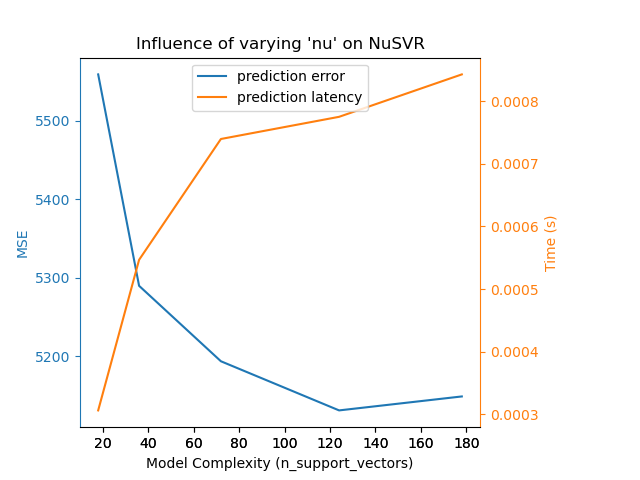 Influence of varying 'nu' on NuSVR
prediction error
prediction latency
MSE
5500
5400
5300
5200
0.0008
0.0007
0.0006
0.0005
0.0004
0.0003
Time (s)
20 40 60 80 100 120 140 160 180
Model Complexity (n_support_vectors)